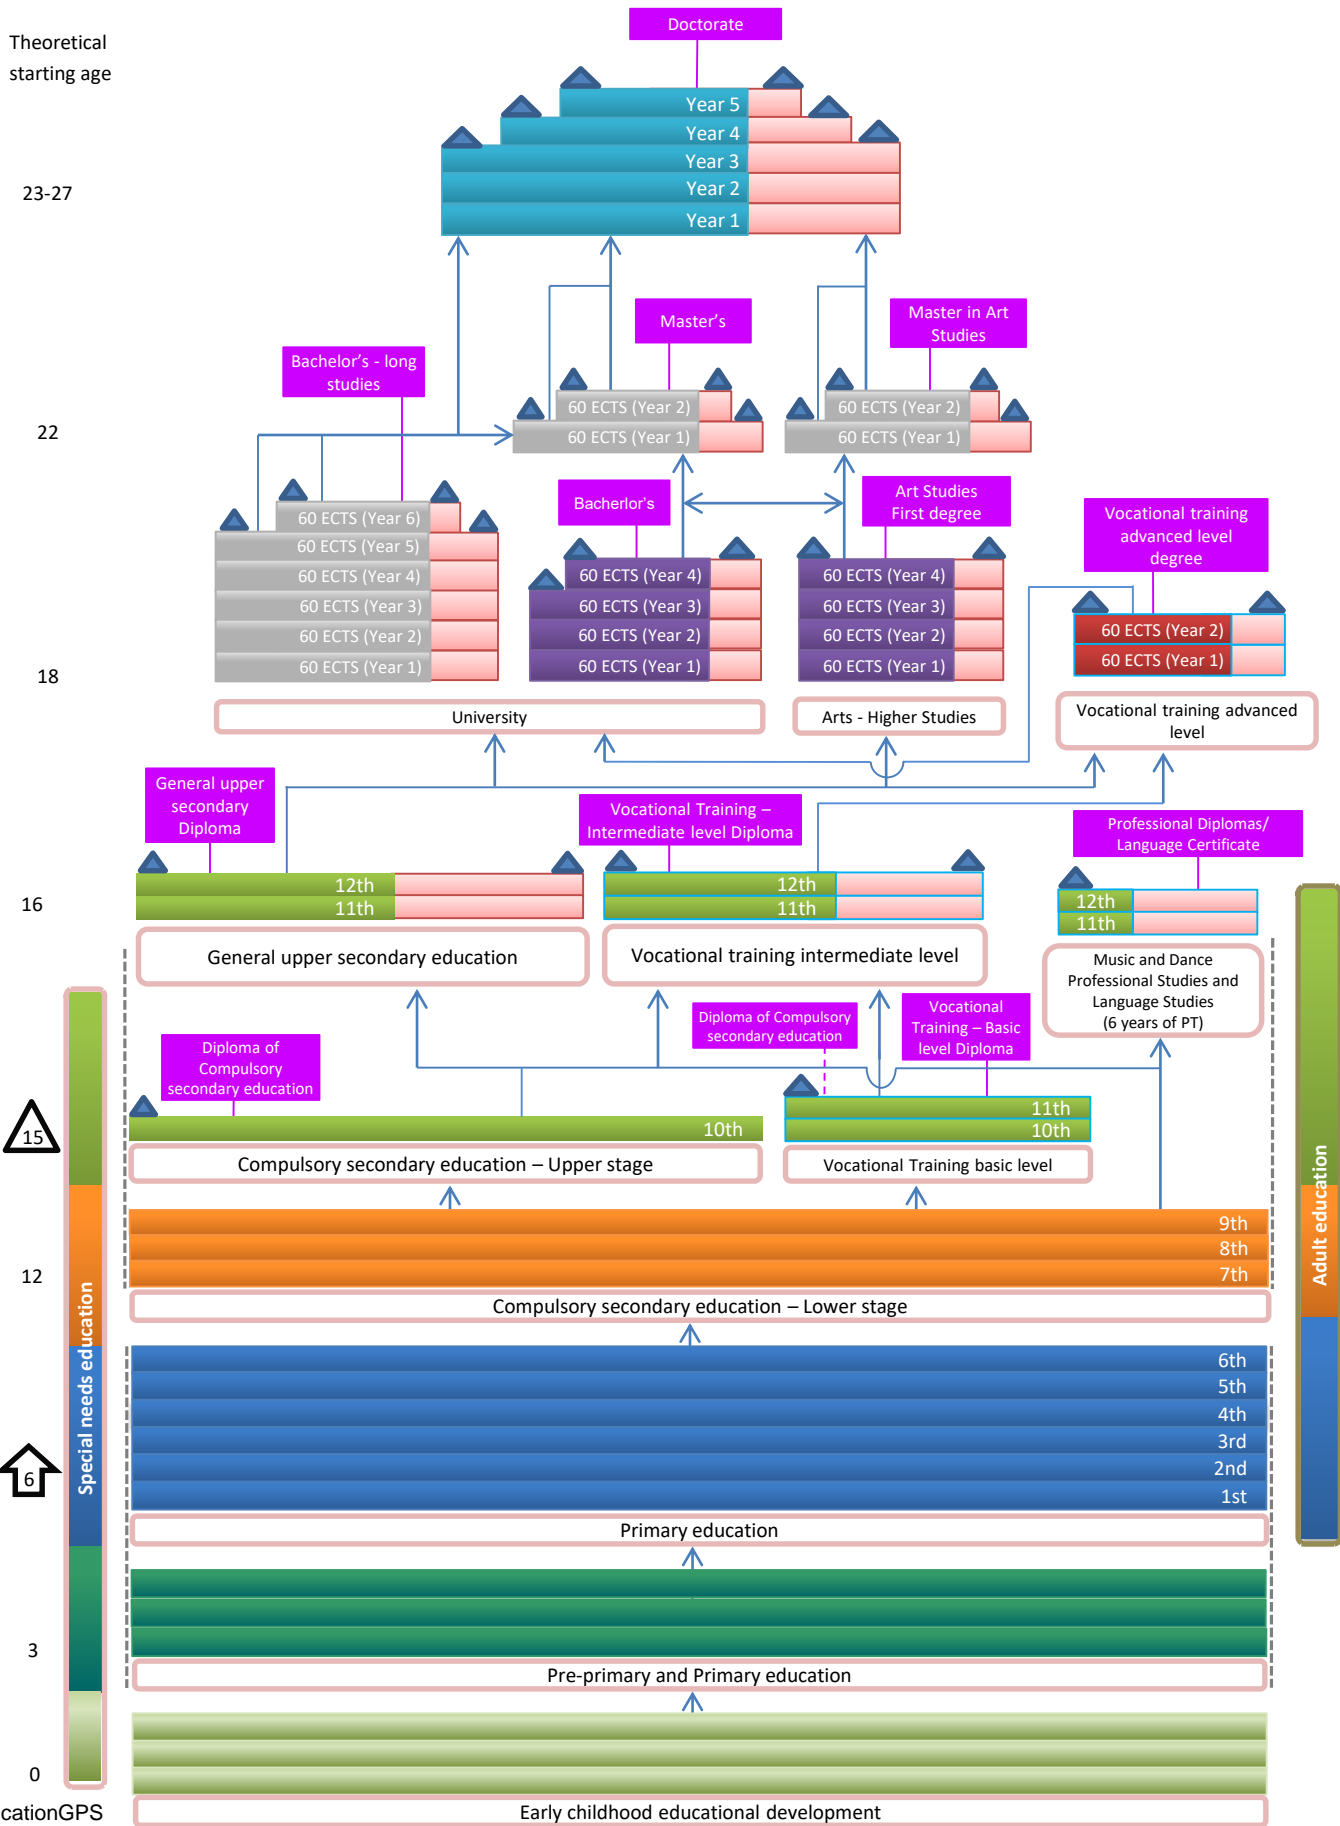 Doctorate
Theoretical
starting age
Year 5
Year 4
Year 3
Year 2
Year 1
23-27
Master's
Master in Art
Studies
Bachelor's - long
studies
60 ECTS (Year 2)
60 ECTS (Year 1)
60 ECTS (Year 2)
60 ECTS (Year 1)
22
Bacherlor's
Art Studies
First degree
Vocational training
advanced level
degree
60 ECTS (Year 6)
60 ECTS (Year 5)
60 ECTS (Year 4)
60 ECTS (Year 3)
60 ECTS (Year 2)
60 ECTS (Year 1)
60 ECTS (Year 4)
60 ECTS (Year 3)
60 ECTS (Year 2)
60 ECTS (Year 1)
60 ECTS (Year 4)
60 ECTS (Year 3)
60 ECTS (Year 2)
60 ECTS (Year 1)
60 ECTS (Year 2)
60 ECTS (Year 1)
18
University
Arts - Higher Studies
Vocational training advanced
level
General upper
secondary
Diploma
Vocational Training –
Intermediate level Diploma
Professional Diplomas/
Language Certificate
12th
11th
12th
11th
12th
11th
16
General upper secondary education
Vocational training intermediate level
Music and Dance
Professional Studies and
Language Studies
(6 years of PT)
Diploma of
Compulsory
secondary education
Diploma of Compulsory
secondary education
Vocational
Training – Basic
level Diploma
15
10th
11th
10th
Compulsory secondary education – Upper stage
Vocational Training basic level
9th
8th
7th
12
Compulsory secondary education – Lower stage
Adult education
Special needs education
6th
5th
4th
3rd
2nd
1st
6
Primary education
3
Pre-primary and Primary education
0
cationGPS
Early childhood educational development